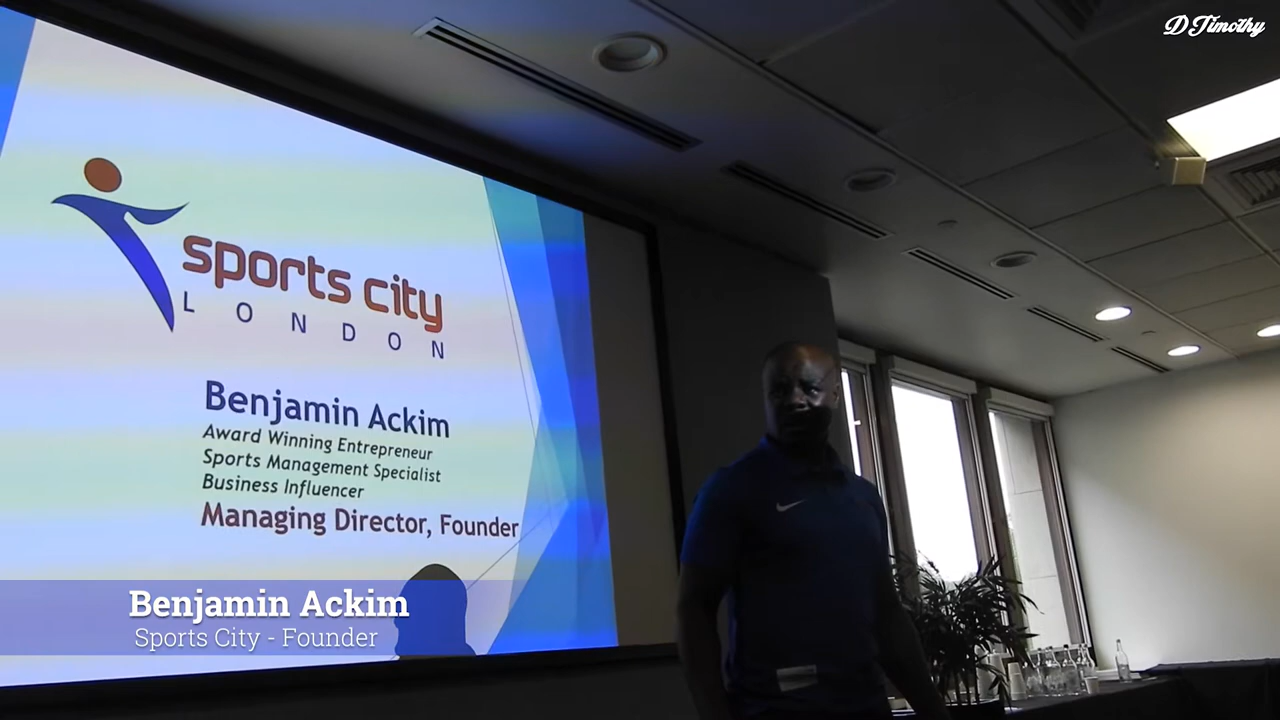 D Timothy
sports city
LONDON
Benjamin Ackim
Award Winning Entrepreneur
Sports Management Specialist
Business Influencer
Managing Director, Founder
Benjamin Ackim
Sports City - Founder